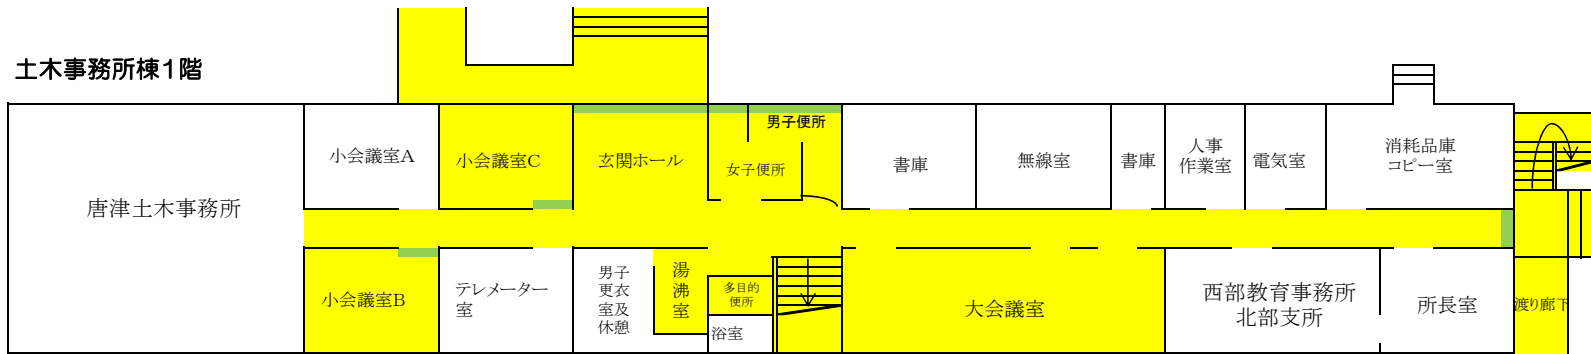 土木事務所棟1階
唐津土木事務所
小会議室A
小会議室C
玄関ホール
男子便所
女子便所
書庫
無線室
書庫
人事
作業室
電気室
消耗品庫
コピー室
小会議室B
テレメーター
室
男子
更衣
室及
休憩
湯沸室
多目的
便所
浴室
大会議室
西部教育事務所
北部支所
所長室
渡り廊下